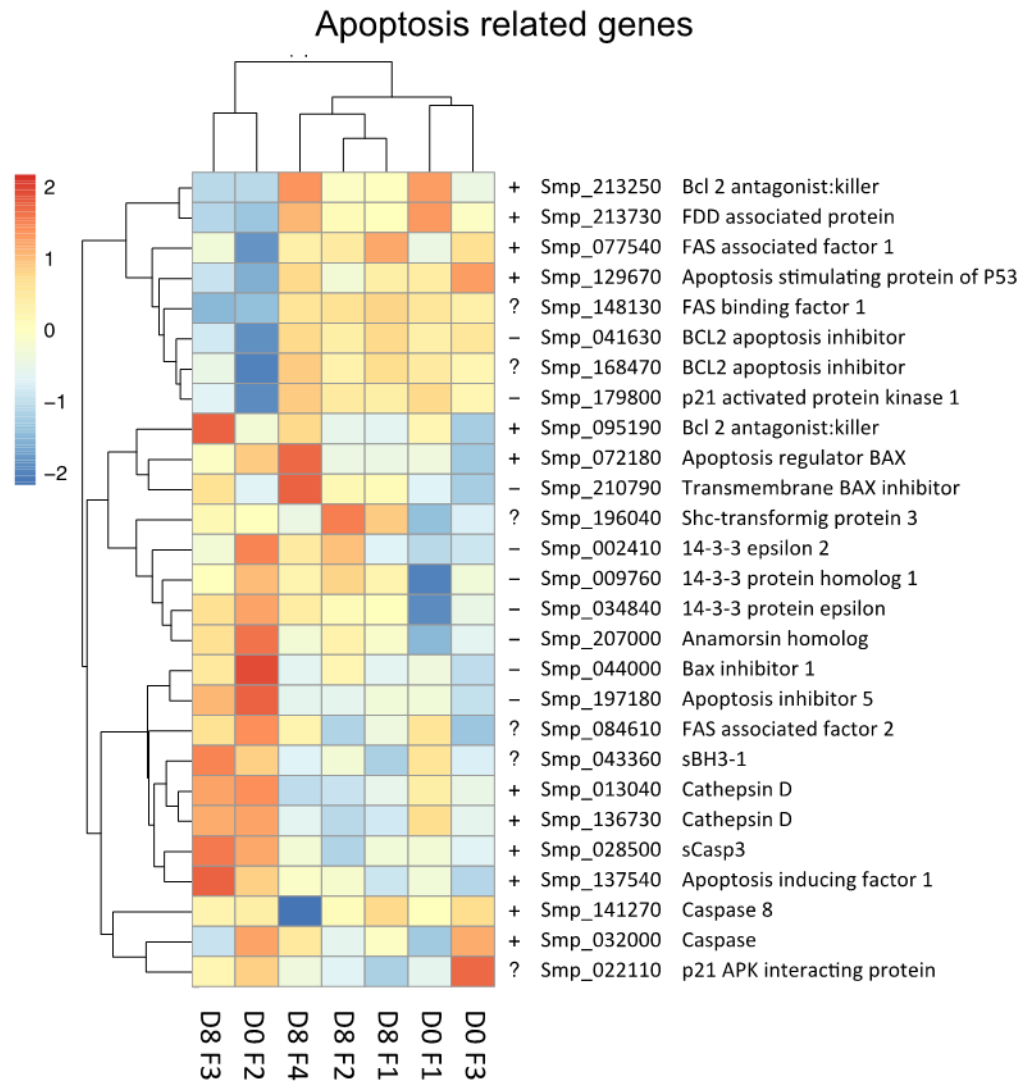 Apoptosis related genes
2
1
0
−1
−2
+ Smp_213250 Bcl 2 antagonist:killer
+ Smp_213730 FDD associated protein
+ Smp_077540 FAS associated factor 1
+ Smp_129670 Apoptosis stimulating protein of P53
? Smp_148130 FAS binding factor 1
– Smp_041630 BCL2 apoptosis inhibitor
? Smp_168470 BCL2 apoptosis inhibitor
– Smp_179800 p21 activated protein kinase 1
+ Smp_095190 Bcl 2 antagonist:killer
+ Smp_072180 Apoptosis regulator BAX
– Smp_210790 Transmembrane BAX inhibitor
? Smp_196040 Shc-transformig protein 3
– Smp_002410 14-3-3 epsilon 2
– Smp_009760 14-3-3 protein homolog 1
– Smp_034840 14-3-3 protein epsilon
– Smp_207000 Anamorsin homolog
– Smp_044000 Bax inhibitor 1
– Smp_197180 Apoptosis inhibitor 5
? Smp_084610 FAS associated factor 2
? Smp_043360 sBH3-1
+ Smp_013040 Cathepsin D
+ Smp_136730 Cathepsin D
+ Smp_028500 sCasp3
+ Smp_137540 Apoptosis inducing factor 1
+ Smp_141270 Caspase 8
+ Smp_032000 Caspase
? Smp_022110 p21 APK interacting protein
D8 F3
D0 F2
D8 F4
D8 F2
D8 F1
D0 F1
D0 F3